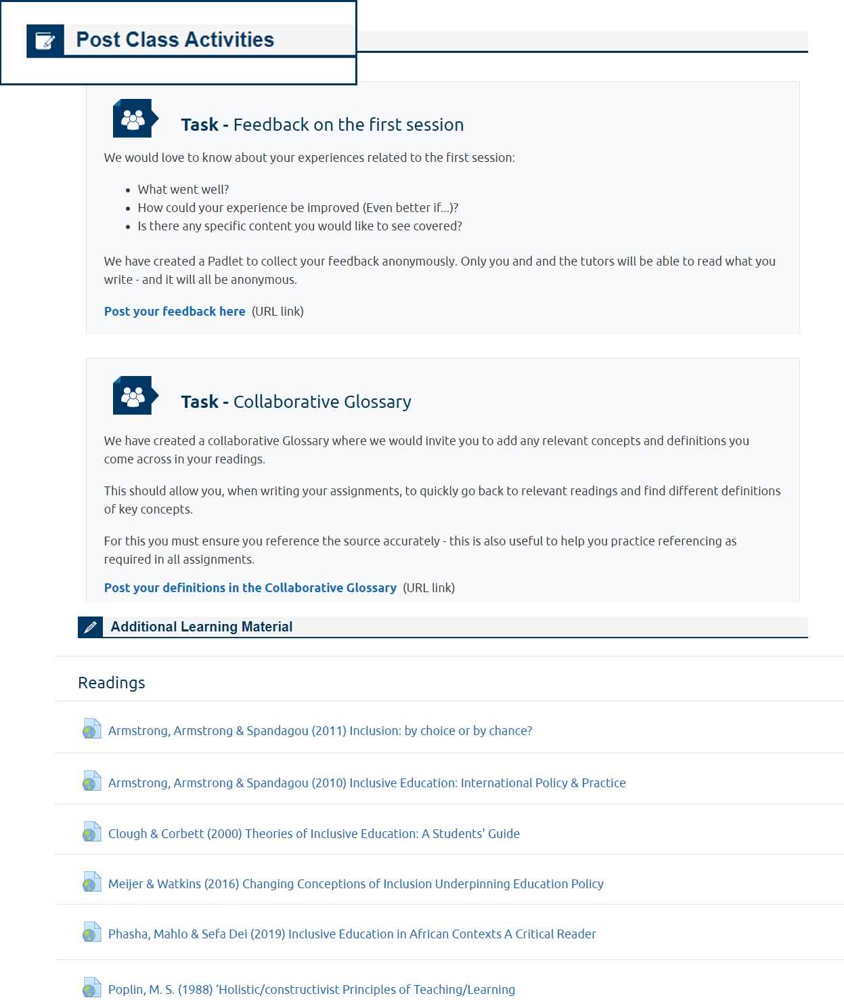 Post Class Activities
Task - Feedback on the first session
We would love to know about your experiences related to the first session:
• What went well?
• How could your experience be improved (Even better if...)?
• Is there any specific content you would like to see covered?
We have created a Padlet to collect your feedback anonymously. Only you and and the tutors will be able to read what you
write - and it will all be anonymous.
Post your feedback here (URL link)
Task - Collaborative Glossary
We have created a collaborative Glossary where we would invite you to add any relevant concepts and definitions you
come across in your readings.
This should allow you, when writing your assignments, to quickly go back to relevant readings and find different definitions
of key concepts.
For this you must ensure you reference the source accurately - this is also useful to help you practice referencing as
required in all assignments.
Post your definitions in the Collaborative Glossary (URL link)
Additional Learning Material
Readings
Armstrong, Armstrong & Spandagou (2011) Inclusion: by choice or by chance?
Armstrong, Armstrong & Spandagou (2010) Inclusive Education: International Policy & Practice
Clough & Corbett (2000) Theories of Inclusive Education: A Students' Guide
Meijer & Watkins (2016) Changing Conceptions of Inclusion Underpinning Education Policy
Phasha, Mahlo & Sefa Dei (2019) Inclusive Education in African Contexts A Critical Reader
Poplin, M. S. (1988) ‘Holistic/constructivist Principles of Teaching/Learning